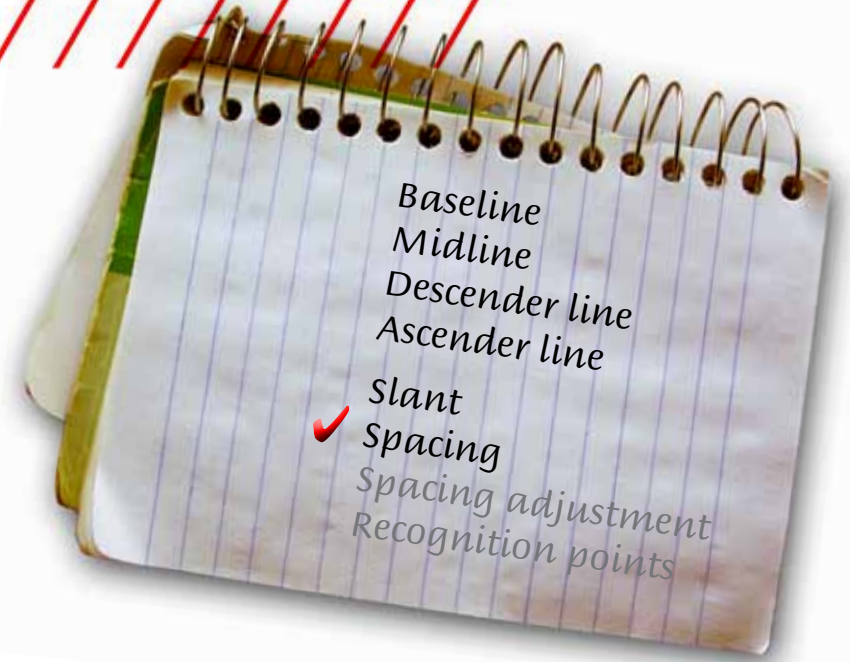 Baseline
Midline
Descender line
Ascender line
Slant
Spacing
Spacing adjustment
Recognition points